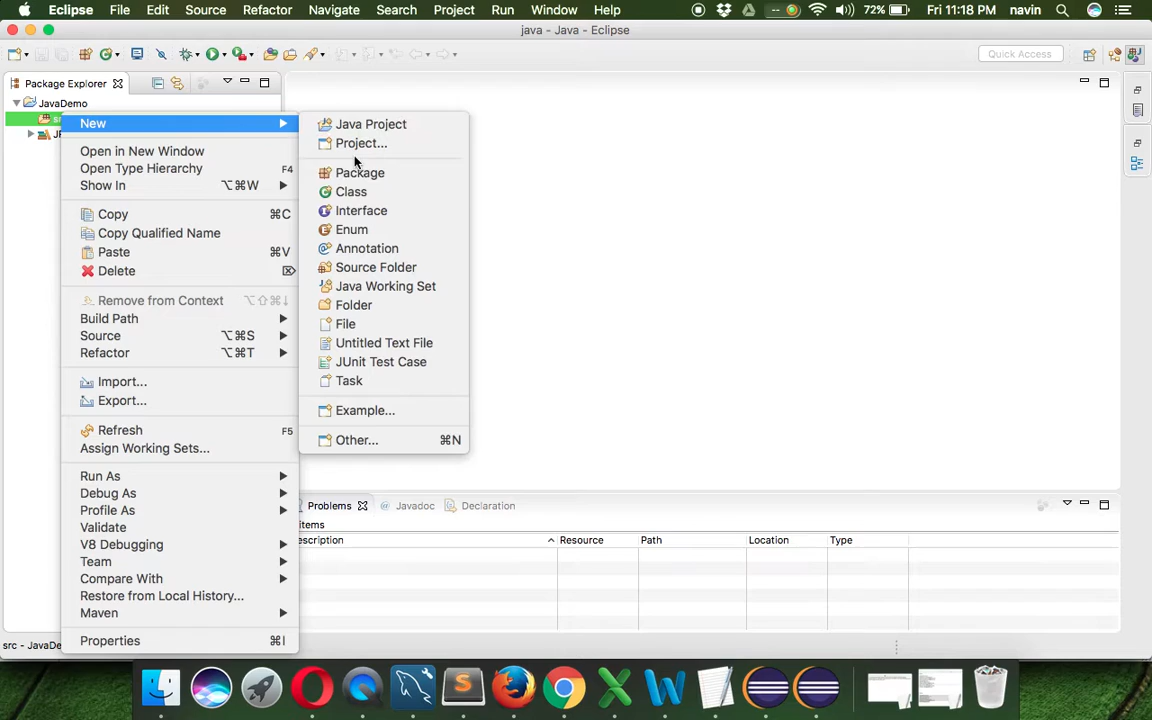 Eclipse File Edit Source Refactor Navigate Search Project Run Window Help 72% Fri 11:18 PM navin
java - Java - Eclipse
Quick Access
Package Explorer
JavaDemo
New
Open in New Window
Open Type Hierarchy F4
Show In ⌥⌘W
Copy ⌘C
Copy Qualified Name
Paste ⌘V
Delete ⌦
Remove from Context ⌥⇧⌘↓
Build Path
Source ⌥⌘S
Refactor ⌥⌘T
Import...
Export...
Refresh F5
Assign Working Sets...
Run As
Debug As
Profile As
Validate
V8 Debugging
Team
Compare With
Restore from Local History...
Maven
Properties ⌘I
Java Project
Project...
Package
Class
Interface
Enum
Annotation
Source Folder
Java Working Set
Folder
File
Untitled Text File
JUnit Test Case
Task
Example...
Other... ⌘N
Problems @ Javadoc Declaration
items
escription Resource Path Location Type
src - JavaDe